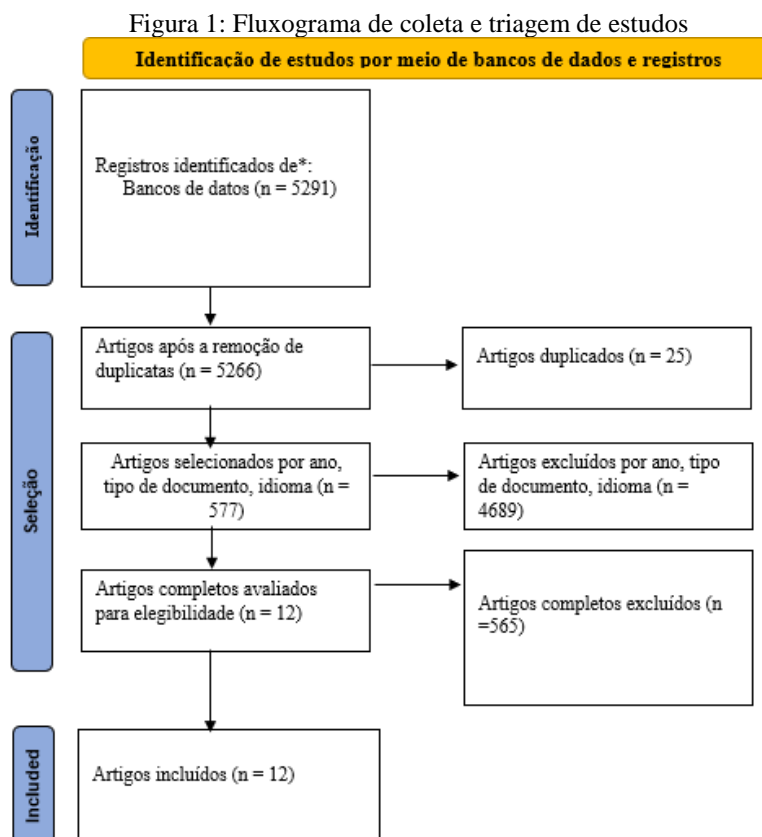 Figura 1: Fluxograma de coleta e triagem de estudos
Identificação de estudos por meio de bancos de dados e registros
Identificação
Registros identificados de*:
Bancos de datos (n = 5291)
Seleção
Artigos após a remoção de
duplicatas (n = 5266)
Artigos duplicados (n = 25)
Artigos selecionados por ano,
tipo de documento, idioma (n =
577)
Artigos excluídos por ano, tipo
de documento, idioma (n =
4689)
Artigos completos avaliados
para elegibilidade (n = 12)
Artigos completos excluídos (n
=565)
Included
Artigos incluídos (n = 12)